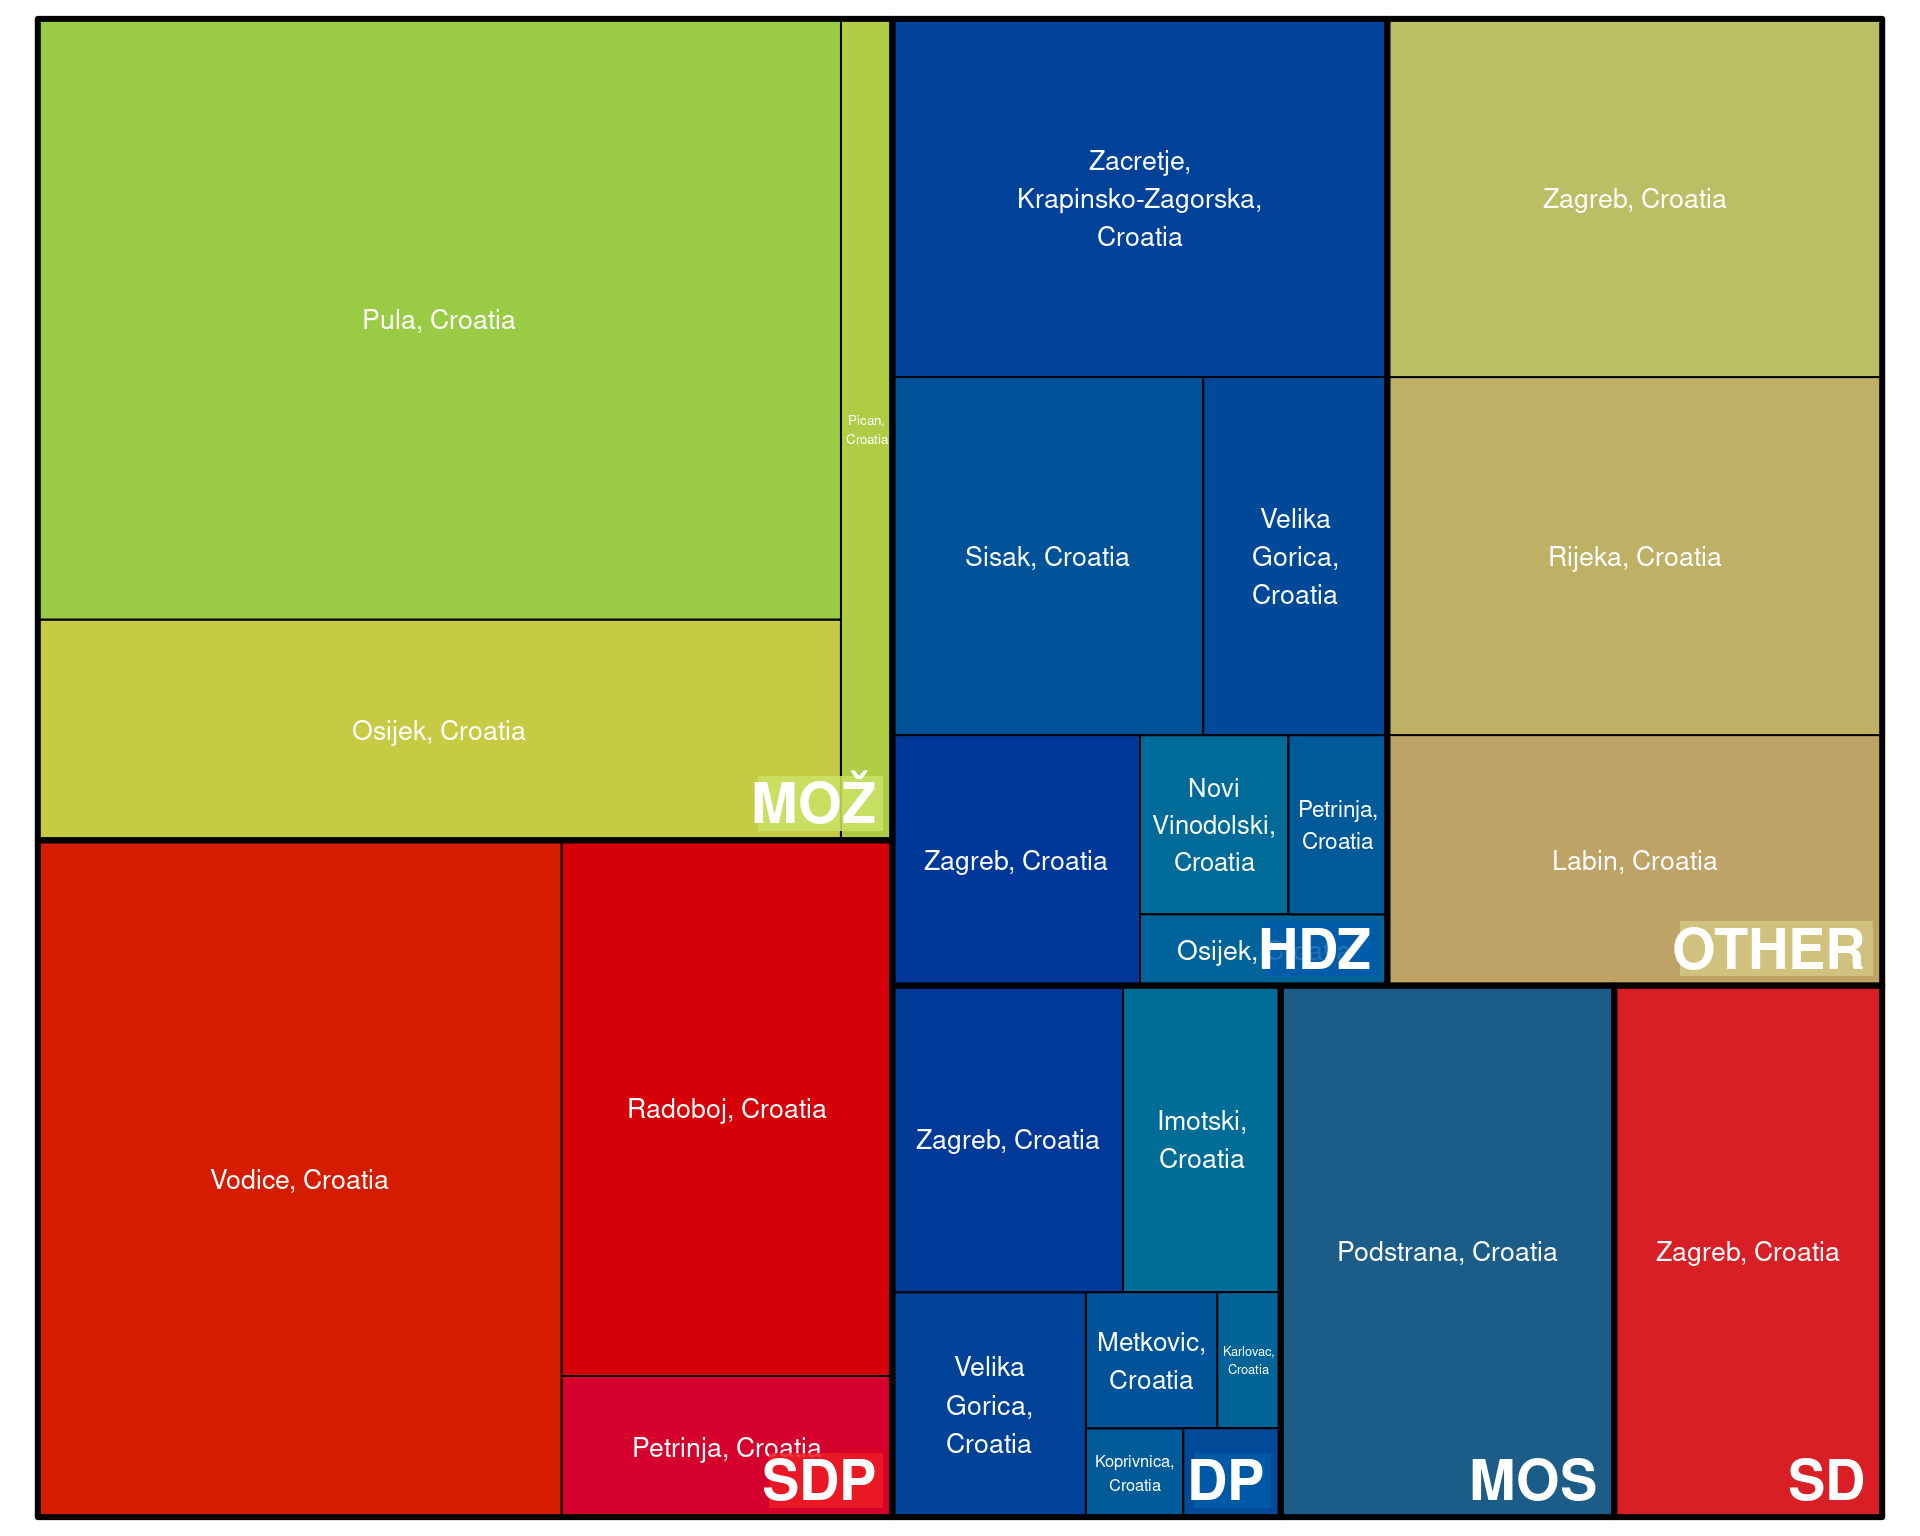 Pula, Croatia
Pican,
Croatia
Osijek, Croatia
MOŽ
Vodice, Croatia
Radoboj, Croatia
Petrinja, Croatia
SDP
Zacretje,
Krapinsko-Zagorska,
Croatia
Sisak, Croatia
Velika
Gorica,
Croatia
Zagreb, Croatia
Novi
Vinodolski,
Croatia
Petrinja,
Croatia
Osijek, Croatia
HDZ
Zagreb, Croatia
Rijeka, Croatia
Labin, Croatia
OTHER
Zagreb, Croatia
Imotski,
Croatia
Velika
Gorica,
Croatia
Metkovic,
Croatia
Karlovac,
Croatia
Koprivnica,
Croatia
DP
Podstrana, Croatia
MOS
Zagreb, Croatia
SD